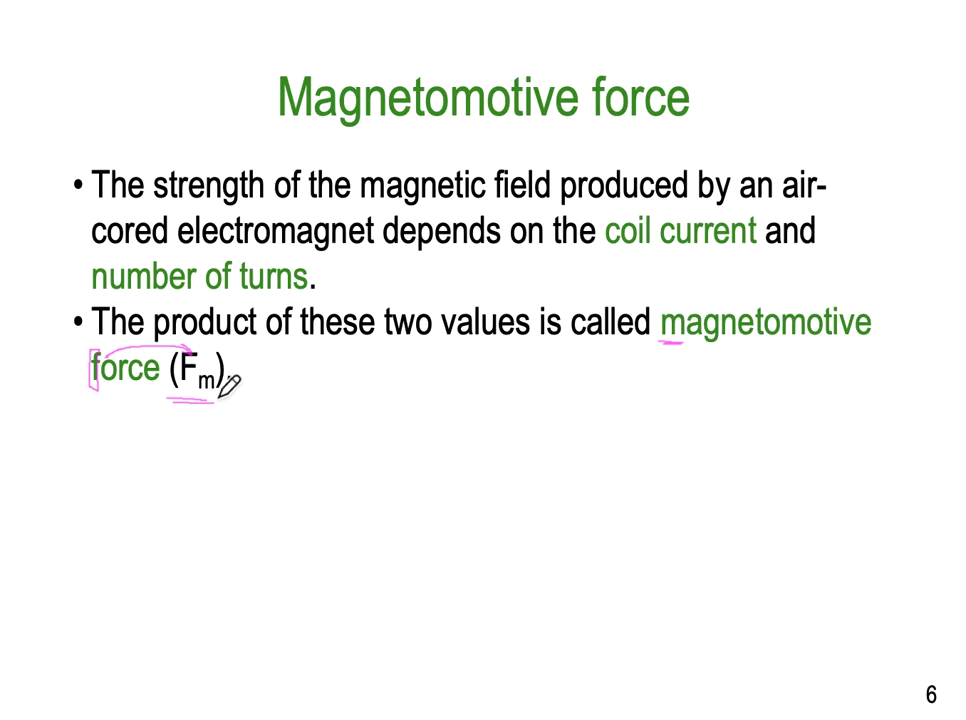 Magnetomotive force
• The strength of the magnetic field produced by an air-
cored electromagnet depends on the coil current and
number of turns.
• The product of these two values is called magnetomotive
force (Fm).
6